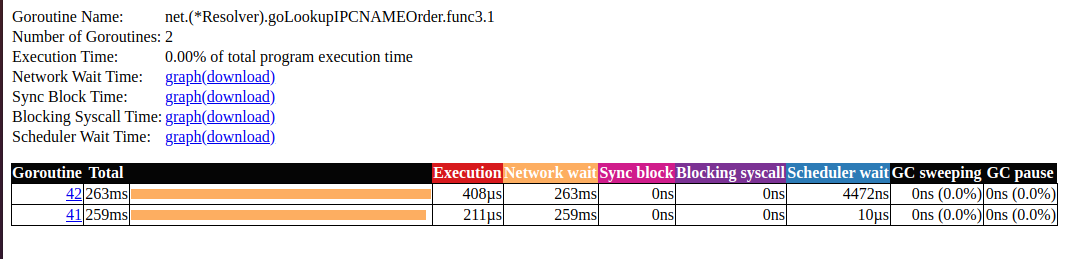 Goroutine Name: net.(*Resolver).goLookupIPCNAMEOrder.func3.1
Number of Goroutines: 2
Execution Time: 0.00% of total program execution time
Network Wait Time: graph(download)
Sync Block Time: graph(download)
Blocking Syscall Time: graph(download)
Scheduler Wait Time: graph(download)
Goroutine Total Execution Network wait Sync block Blocking syscall Scheduler wait GC sweeping GC pause
42 263ms 408µs 263ms 0ns 0ns 4472ns 0ns (0.0%) 0ns (0.0%)
41 259ms 211µs 259ms 0ns 0ns 10µs 0ns (0.0%) 0ns (0.0%)